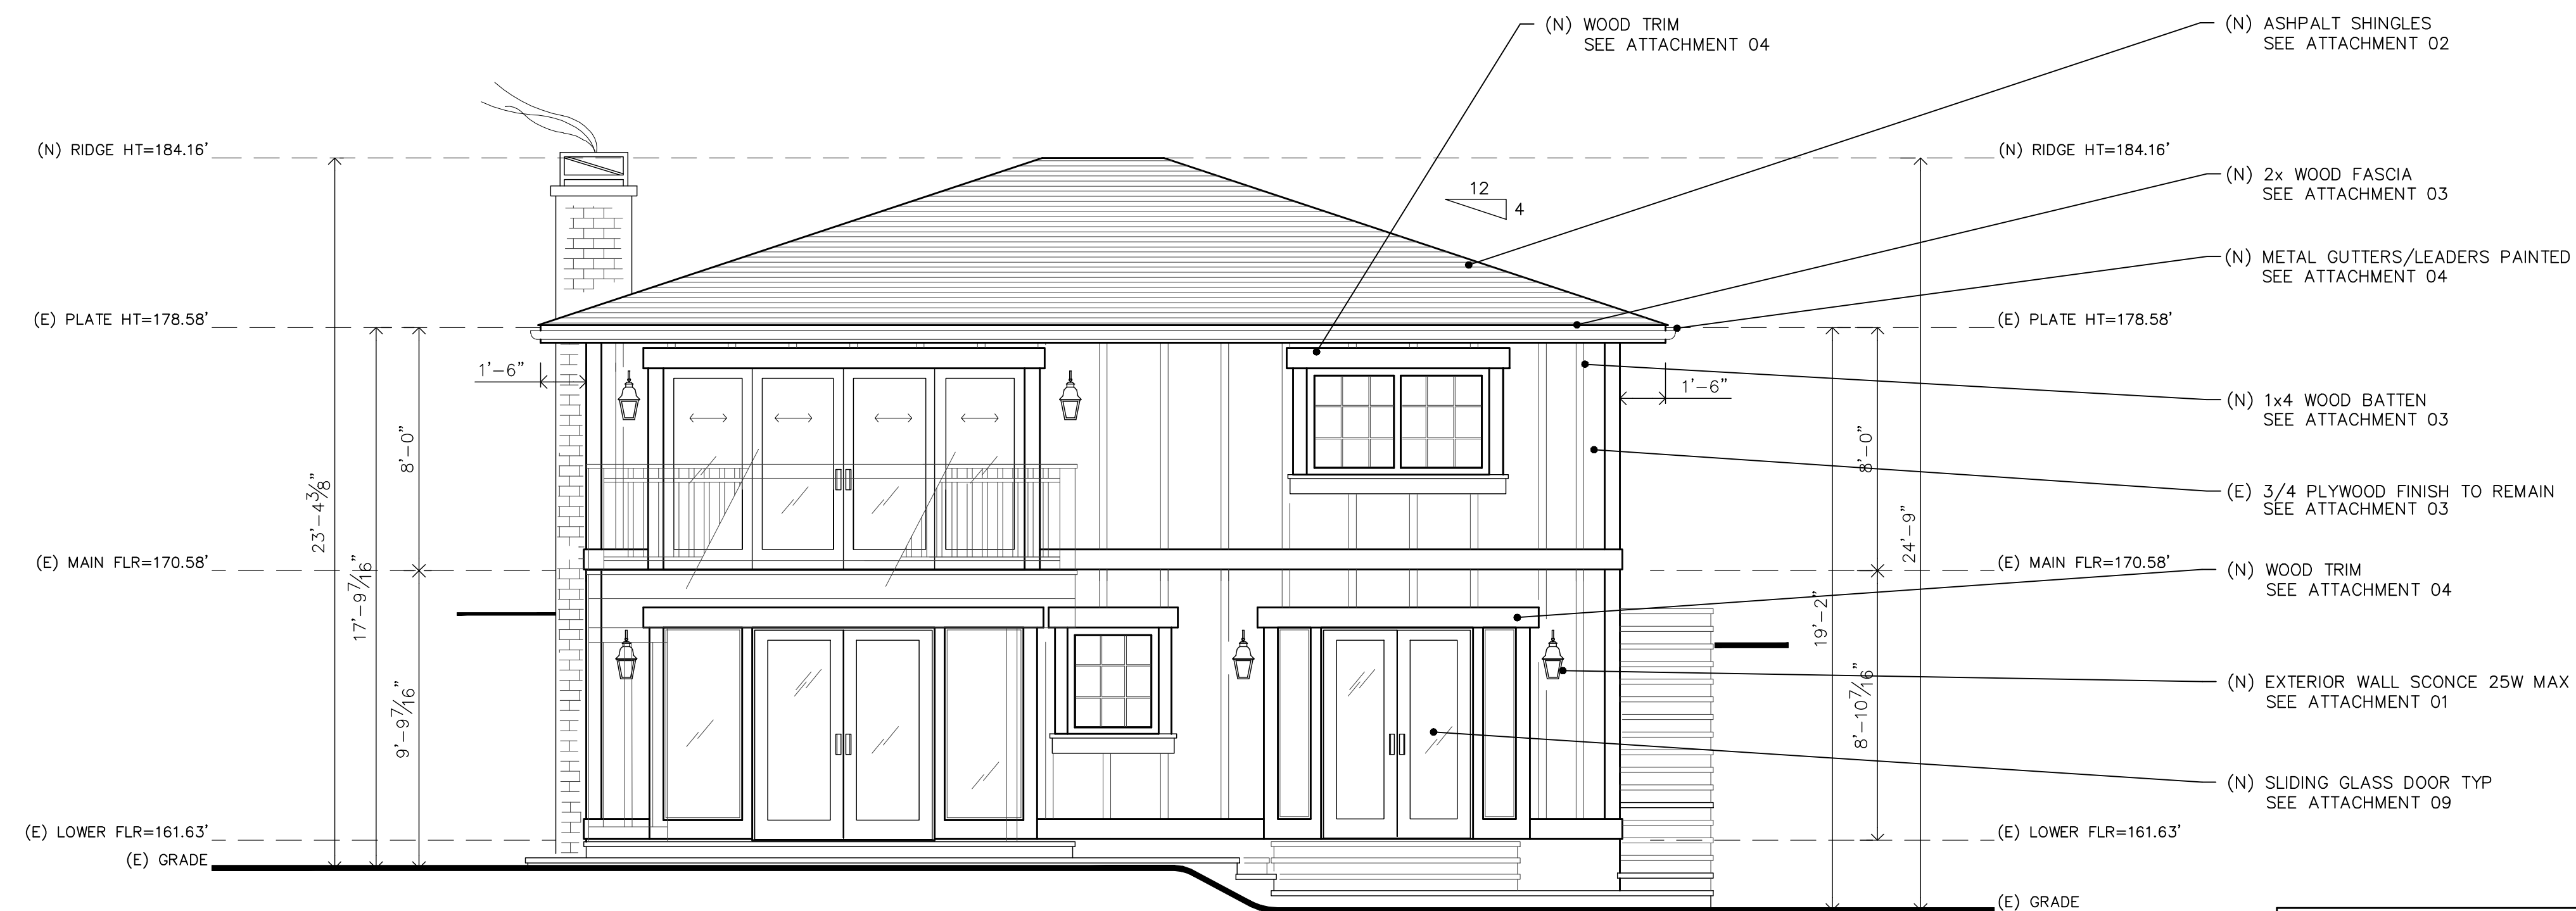 (N) WOOD TRIM
SEE ATTACHMENT 04
(N) ASHPALT SHINGLES
SEE ATTACHMENT 02
(N) RIDGE HT=184.16'
(N) RIDGE HT=184.16'
(N) 2x WOOD FASCIA
SEE ATTACHMENT 03
12
4
(N) METAL GUTTERS/LEADERS PAINTED
SEE ATTACHMENT 04
(E) PLATE HT=178.58'
(E) PLATE HT=178.58'
1'-6"
1'-6"
(N) 1x4 WOOD BATTEN
SEE ATTACHMENT 03
8'-0"
8'-0"
23'-4 3/8"
24'-9"
(E) 3/4 PLYWOOD FINISH TO REMAIN
SEE ATTACHMENT 03
(E) MAIN FLR=170.58'
(E) MAIN FLR=170.58'
(N) WOOD TRIM
SEE ATTACHMENT 04
17'-9 7/16"
19'-2"
9'-9 7/16"
8'-10 7/16"
(N) EXTERIOR WALL SCONCE 25W MAX
SEE ATTACHMENT 01
(N) SLIDING GLASS DOOR TYP
SEE ATTACHMENT 09
(E) LOWER FLR=161.63'
(E) LOWER FLR=161.63'
(E) GRADE
(E) GRADE